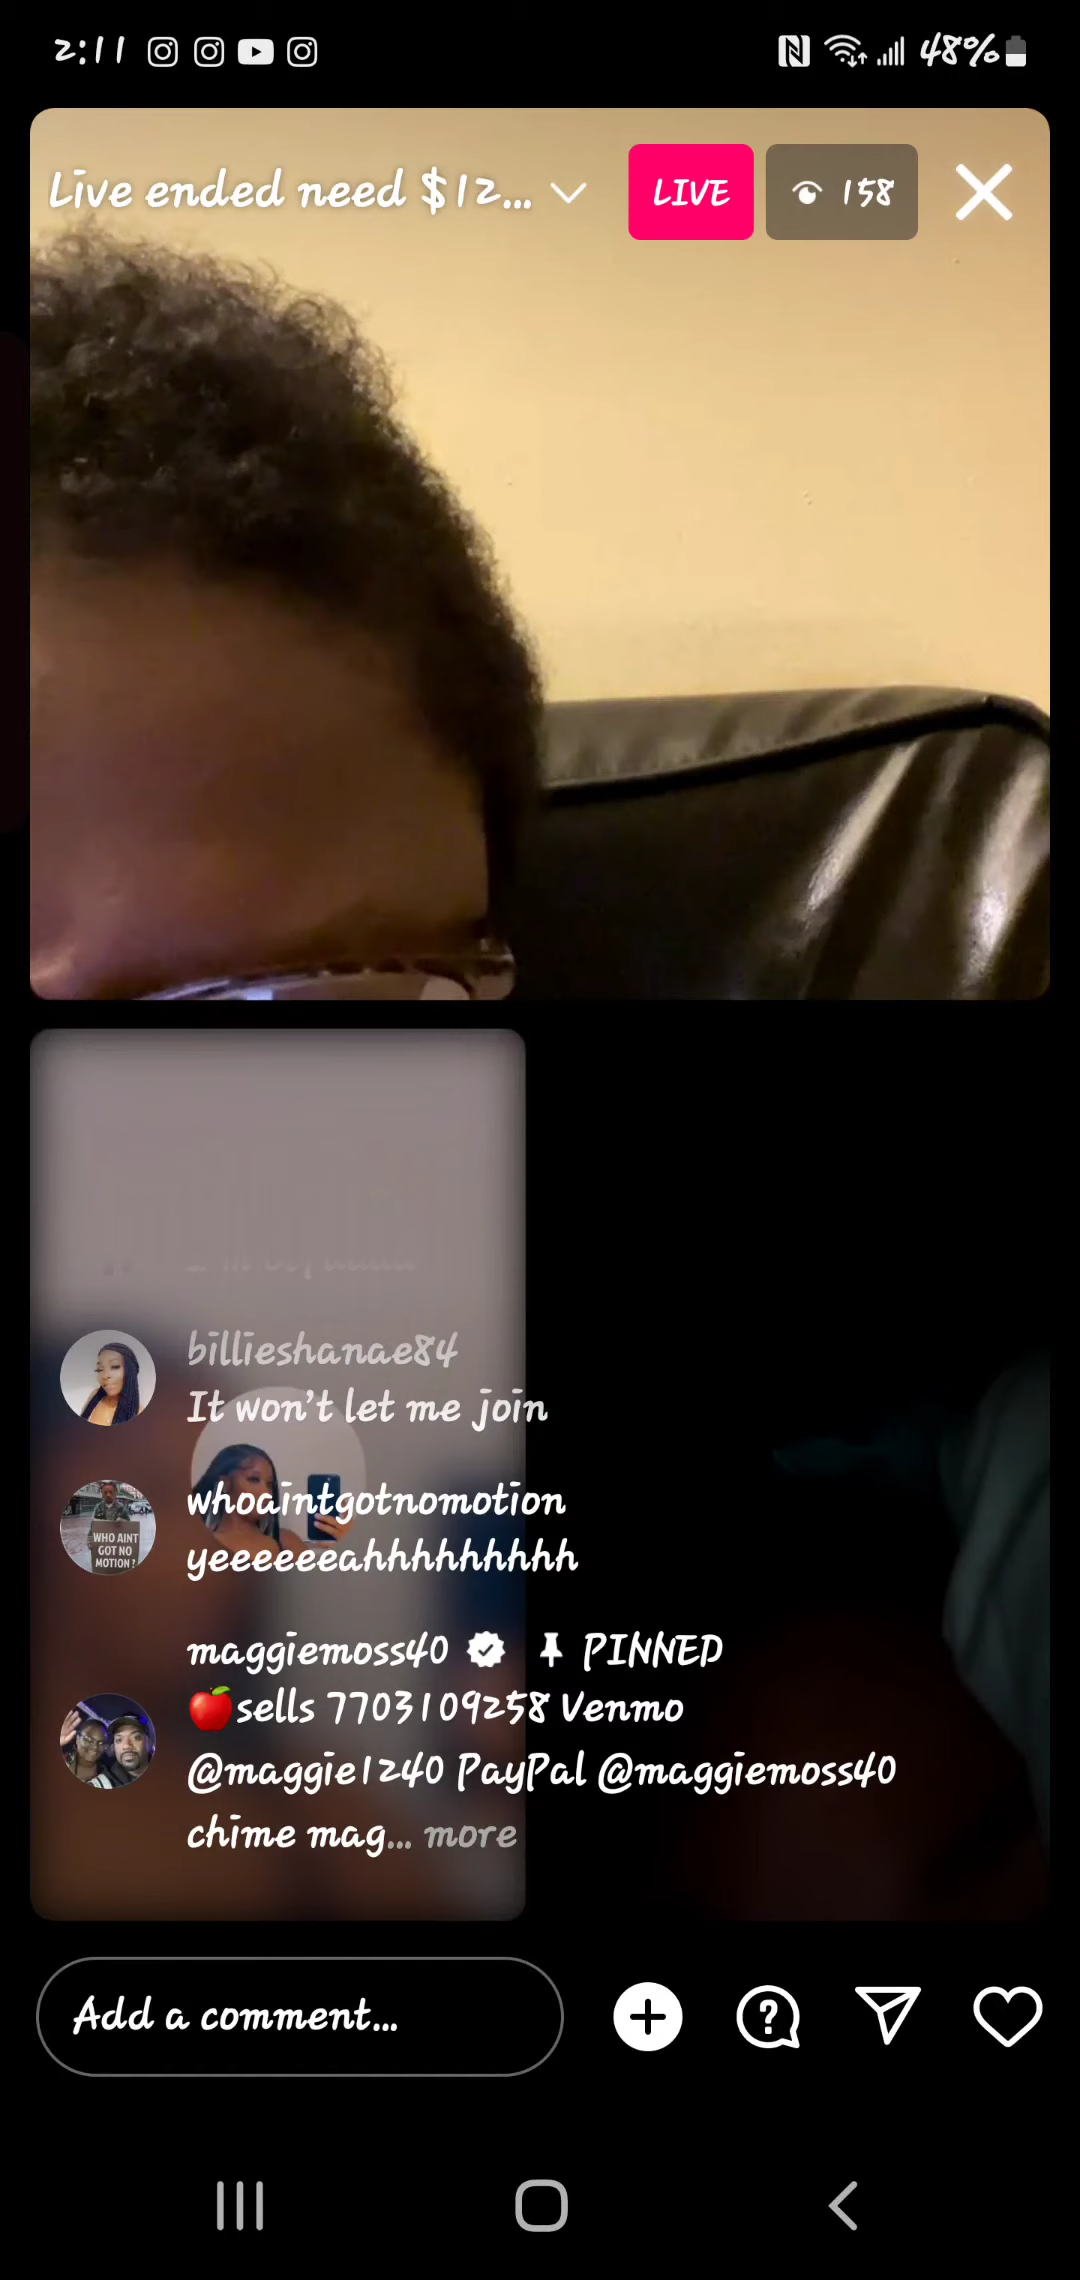 2:11
48%
Live ended need $12...
LIVE
158
billieshanae84
It won't let me join
whoaintgotnomotion
yeeeeeeahhhhhhhhh
WHO AINT
GOT NO
MOTION?
maggiemoss40 PINNED
🍎sells 7703109258 Venmo
@maggie1240 PayPal @maggiemoss40
chime mag... more
Add a comment...